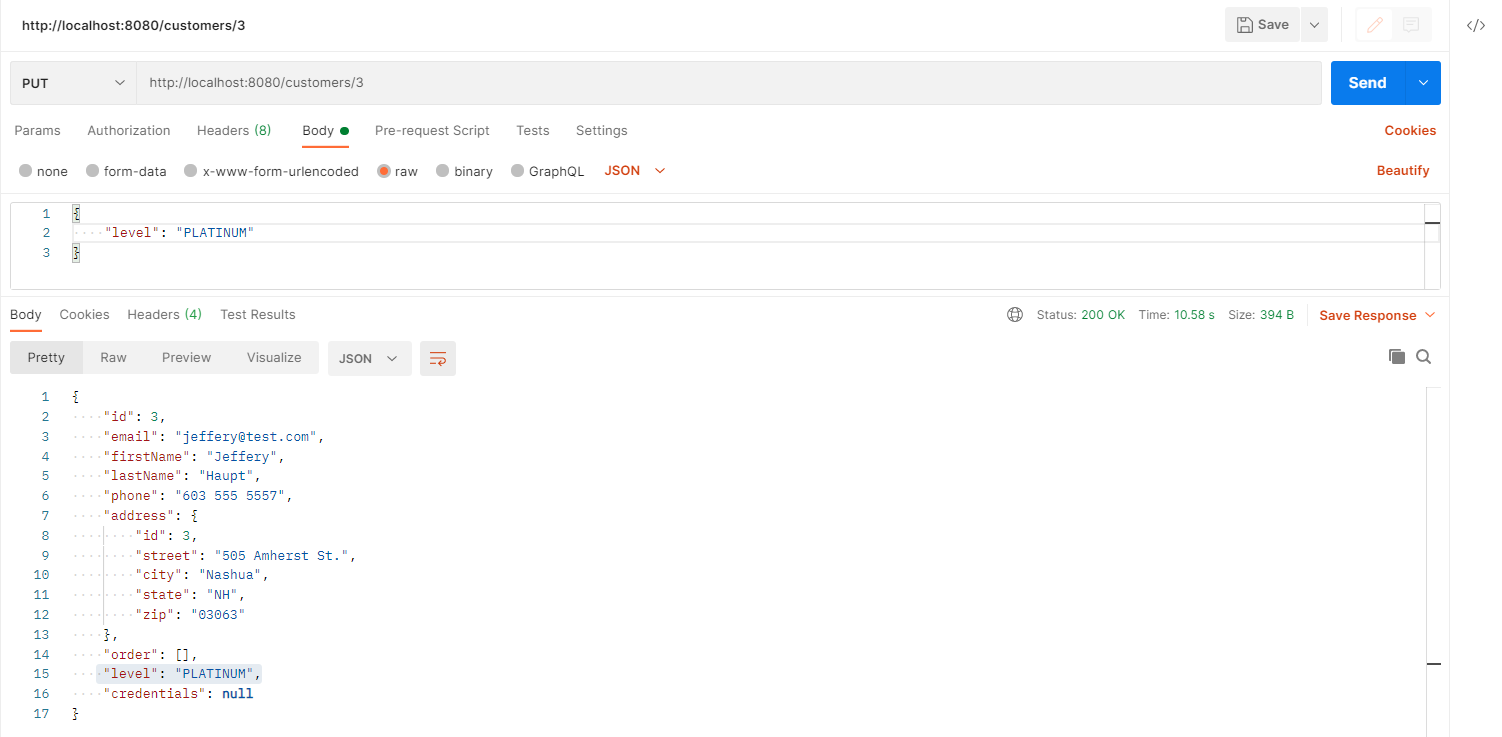 http://localhost:8080/customers/3 Save </>
PUT http://localhost:8080/customers/3 Send
Params Authorization Headers (8) Body Pre-request Script Tests Settings Cookies
none form-data x-www-form-urlencoded raw binary GraphQL JSON Beautify
1 {
2 "level": "PLATINUM"
3 }
Body Cookies Headers (4) Test Results Status: 200 OK Time: 10.58 s Size: 394 B Save Response
Pretty Raw Preview Visualize JSON
1 {
2 "id": 3,
3 "email": "jeffery@test.com",
4 "firstName": "Jeffery",
5 "lastName": "Haupt",
6 "phone": "603 555 5557",
7 "address": {
8 "id": 3,
9 "street": "505 Amherst St.",
10 "city": "Nashua",
11 "state": "NH",
12 "zip": "03063"
13 },
14 "order": [],
15 "level": "PLATINUM",
16 "credentials": null
17 }